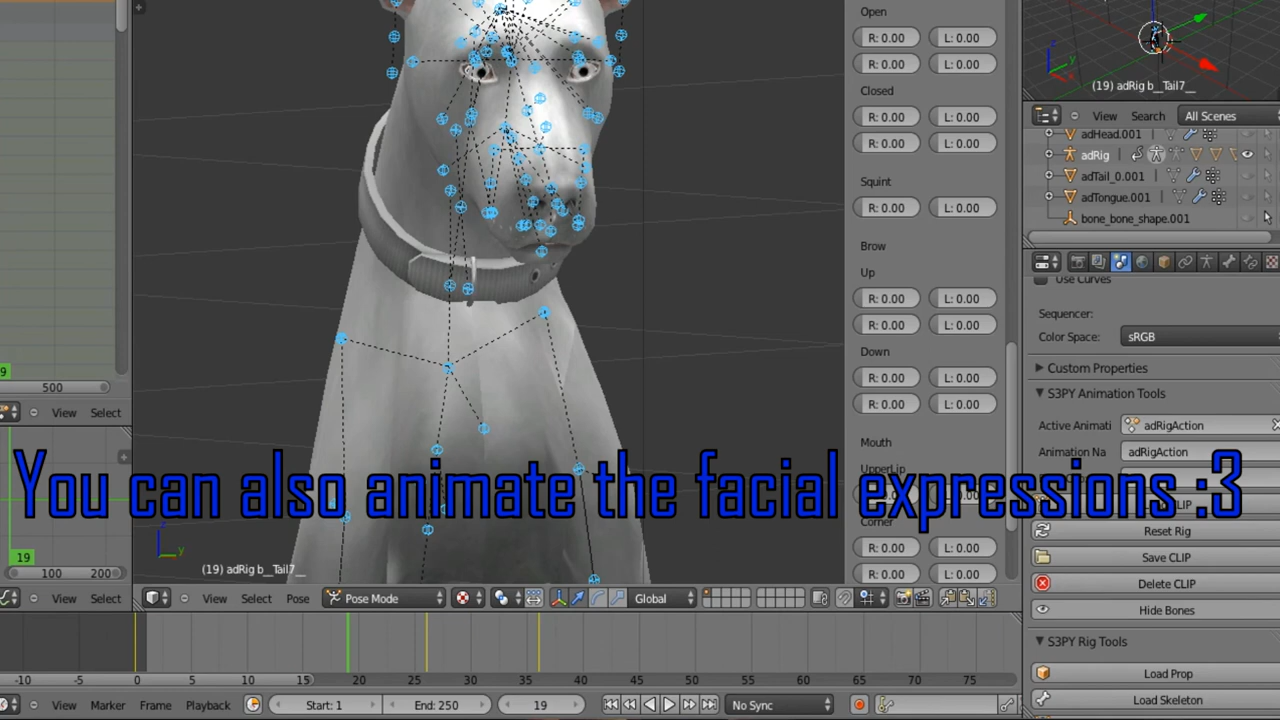 Open
R: 0.00 L: 0.00
R: 0.00 L: 0.00
Closed
R: 0.00 L: 0.00
R: 0.00 L: 0.00
Squint
R: 0.00 L: 0.00
Brow
Up
R: 0.00 L: 0.00
R: 0.00 L: 0.00
Down
R: 0.00 L: 0.00
R: 0.00 L: 0.00
Mouth
UpperLip
Corner
R: 0.00 L: 0.00
R: 0.00 L: 0.00
(19) adRig b__Tail7__
View Search All Scenes
adHead.001
adRig
adTail_0.001
adTongue.001
bone_bone_shape.001
Use Curves
Sequencer:
Color Space: sRGB
Custom Properties
S3PY Animation Tools
Active Animati adRigAction
Animation Na adRigAction
Reset Rig
Save CLIP
Delete CLIP
Hide Bones
S3PY Rig Tools
Load Prop
Load Skeleton
9
500
View Select
You can also animate the facial expressions :3
19
100 200
View Select
(19) adRig b__Tail7__
View Select Pose Pose Mode Global
-10 -5 0 5 10 15 20 25 30 35 40 45 50 55 60 65 70 75
View Marker Frame Playback Start: 1 End: 250 19 No Sync